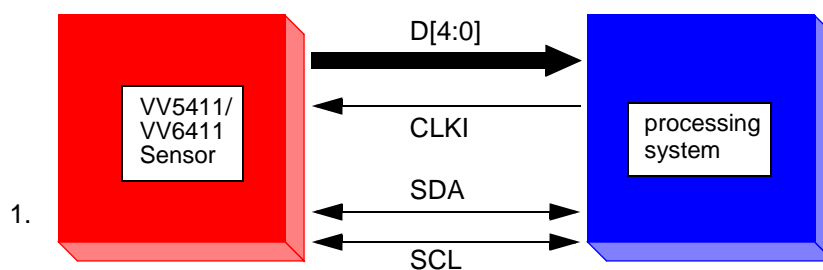 D[4:0]
VV5411/
VV6411
Sensor
CLKI
processing
system
SDA
1.
SCL